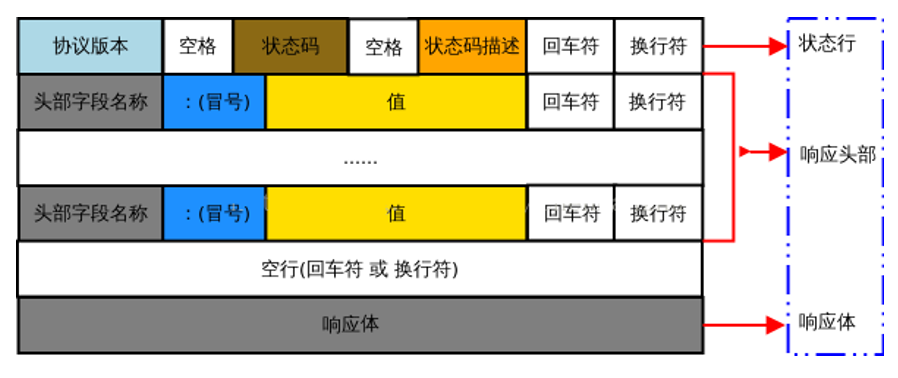 协议版本 空格 状态码 空格 状态码描述 回车符 换行符 状态行
头部字段名称 :(冒号) 值 回车符 换行符
...... 响应头部
头部字段名称 :(冒号) 值 回车符 换行符
空行(回车符 或 换行符)
响应体 响应体